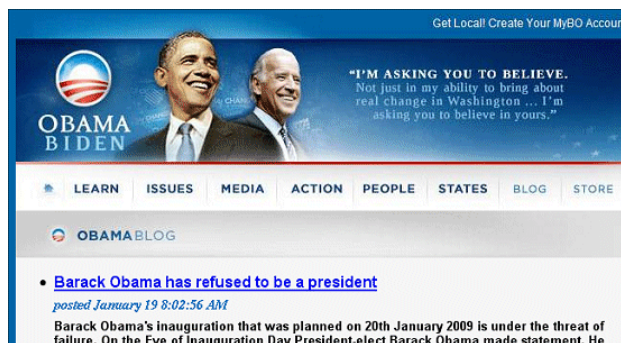 Get Local! Create Your MyBO Accour
“I'M ASKING YOU TO BELIEVE.
Not just in my ability to bring about
real change in Washington ... I'm
asking you to believe in yours.”
OBAMA
BIDEN
LEARN ISSUES MEDIA ACTION PEOPLE STATES BLOG STORE
OBAMABLOG
Barack Obama has refused to be a president
posted January 19 8:02:56 AM
Barack Obama's inauguration that was planned on 20th January 2009 is under the threat of
failure. On the Eve of Inauguration Day President-elect Barack Obama made statement. He